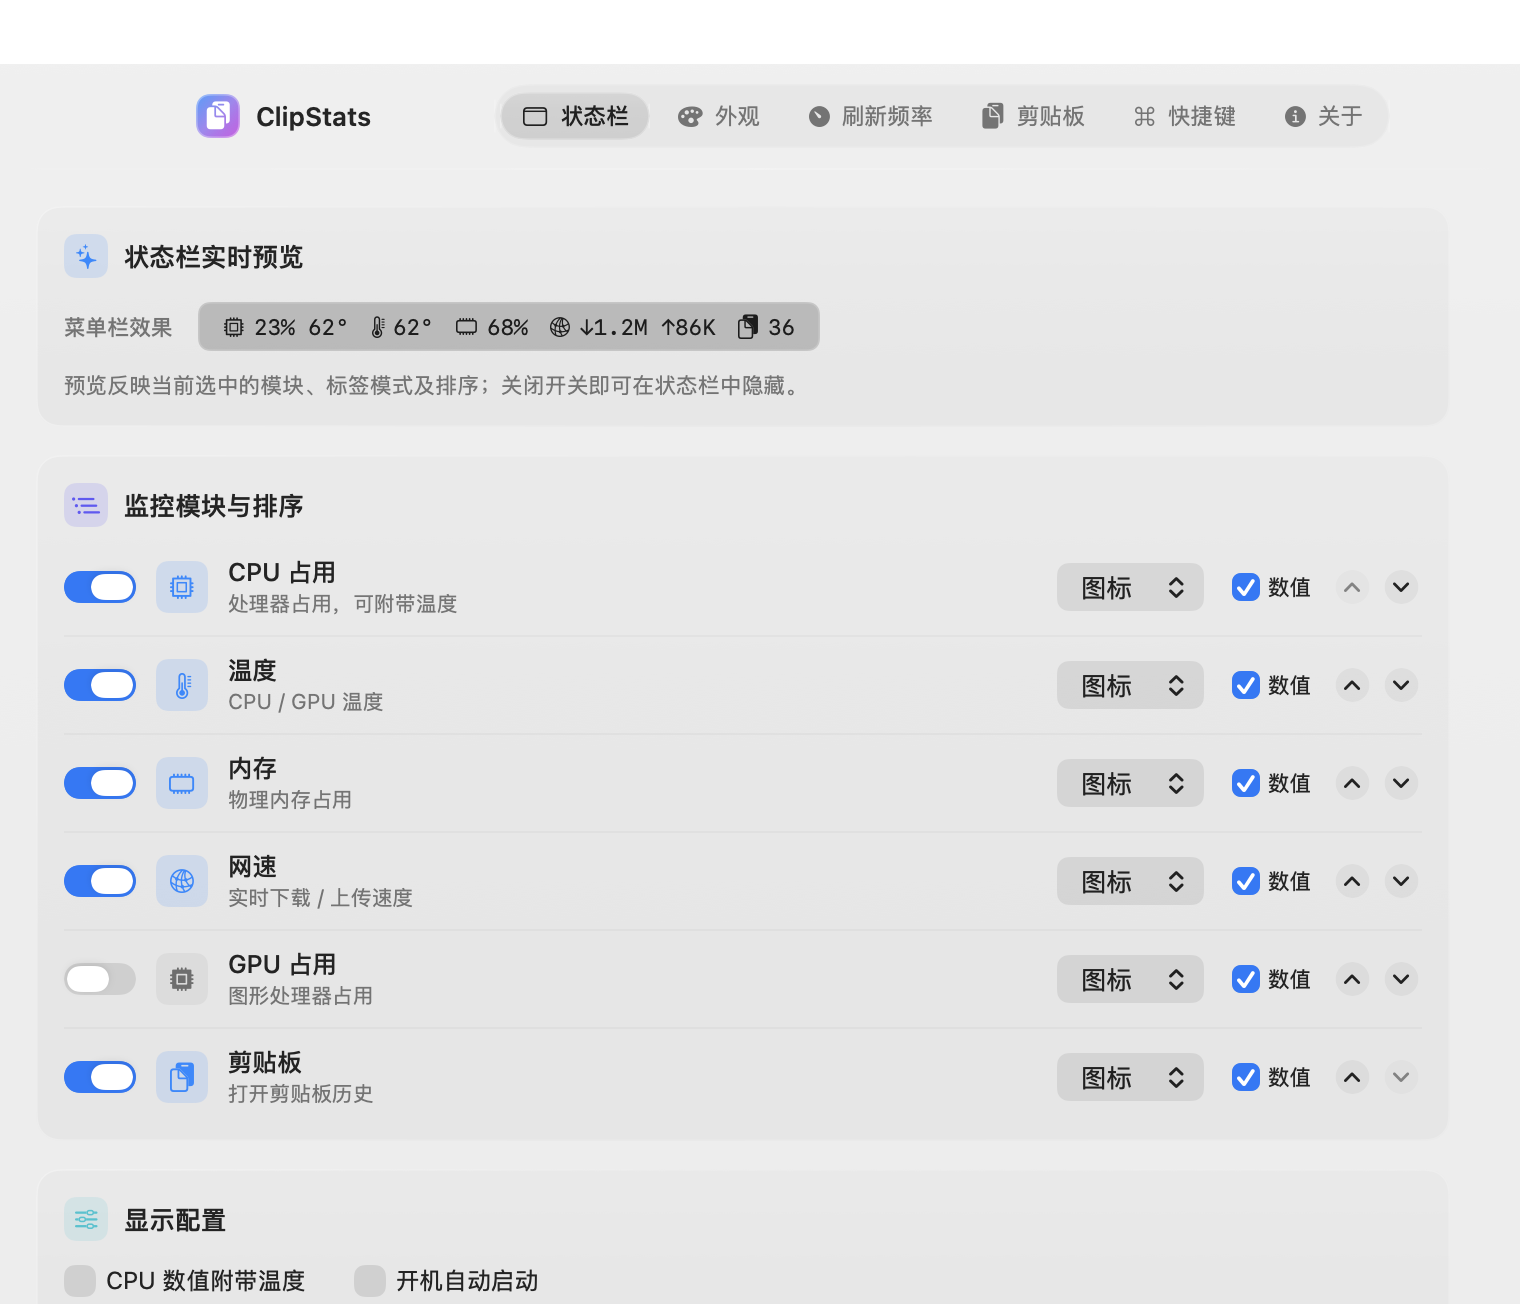 ClipStats 状态栏 外观 刷新频率 剪贴板 快捷键 关于
状态栏实时预览
菜单栏效果 23% 62° 62° 68% ↓1.2M ↑86K 36
预览反映当前选中的模块、标签模式及排序；关闭开关即可在状态栏中隐藏。
监控模块与排序
CPU 占用
处理器占用，可附带温度
图标 数值
温度
CPU / GPU 温度
图标 数值
内存
物理内存占用
图标 数值
网速
实时下载 / 上传速度
图标 数值
GPU 占用
图形处理器占用
图标 数值
剪贴板
打开剪贴板历史
图标 数值
显示配置
CPU 数值附带温度 开机自动启动